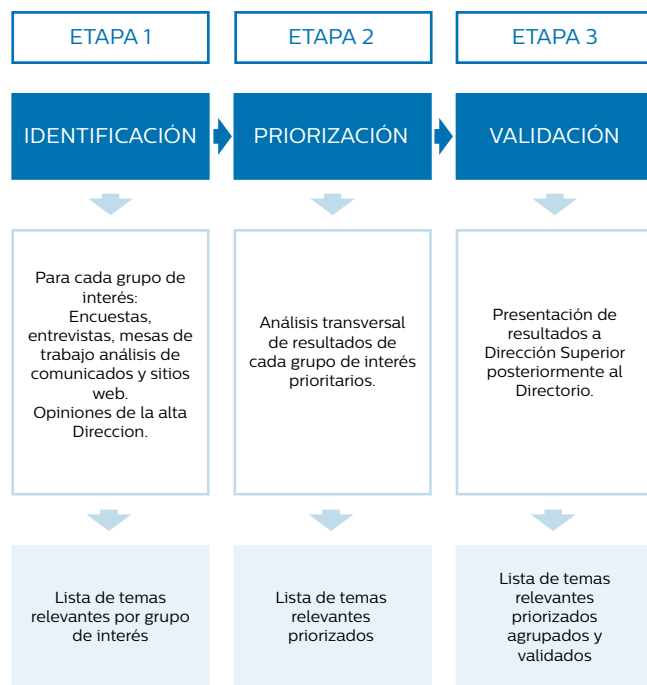 ETAPA 1
ETAPA 2
ETAPA 3
IDENTIFICACIÓN
PRIORIZACIÓN
VALIDACIÓN
Para cada grupo de
interés:
Encuestas,
entrevistas, mesas de
trabajo análisis de
comunicados y sitios
web.
Opiniones de la alta
Direccion.
Análisis transversal
de resultados de
cada grupo de interés
prioritarios.
Presentación de
resultados a
Dirección Superior
posteriormente al
Directorio.
Lista de temas
relevantes por grupo
de interés
Lista de temas
relevantes
priorizados
Lista de temas
relevantes
priorizados
agrupados y
validados